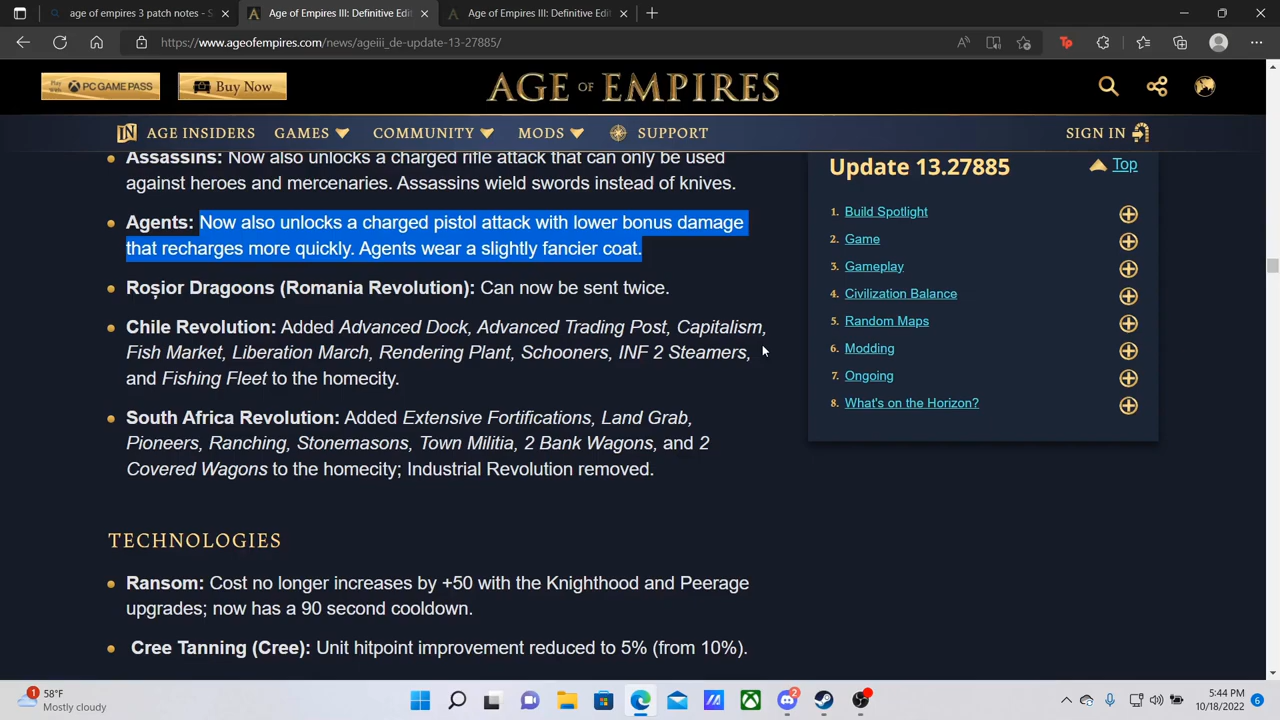 age of empires 3 patch notes - S
Age of Empires III: Definitive Edit
Age of Empires III: Definitive Edit
https://www.ageofempires.com/news/ageiii_de-update-13-27885/
PC GAME PASS
Buy Now
AGE OF EMPIRES
AGE INSIDERS GAMES COMMUNITY MODS SUPPORT
SIGN IN
Assassins: Now also unlocks a charged rifle attack that can only be used
against heroes and mercenaries. Assassins wield swords instead of knives.
Agents: Now also unlocks a charged pistol attack with lower bonus damage
that recharges more quickly. Agents wear a slightly fancier coat.
Roșior Dragoons (Romania Revolution): Can now be sent twice.
Chile Revolution: Added Advanced Dock, Advanced Trading Post, Capitalism,
Fish Market, Liberation March, Rendering Plant, Schooners, INF 2 Steamers,
and Fishing Fleet to the homecity.
South Africa Revolution: Added Extensive Fortifications, Land Grab,
Pioneers, Ranching, Stonemasons, Town Militia, 2 Bank Wagons, and 2
Covered Wagons to the homecity; Industrial Revolution removed.
TECHNOLOGIES
Ransom: Cost no longer increases by +50 with the Knighthood and Peerage
upgrades; now has a 90 second cooldown.
Cree Tanning (Cree): Unit hitpoint improvement reduced to 5% (from 10%).
Update 13.27885
Top
1. Build Spotlight
2. Game
3. Gameplay
4. Civilization Balance
5. Random Maps
6. Modding
7. Ongoing
8. What's on the Horizon?
1
58°F
Mostly cloudy
2
5:44 PM
10/18/2022
6